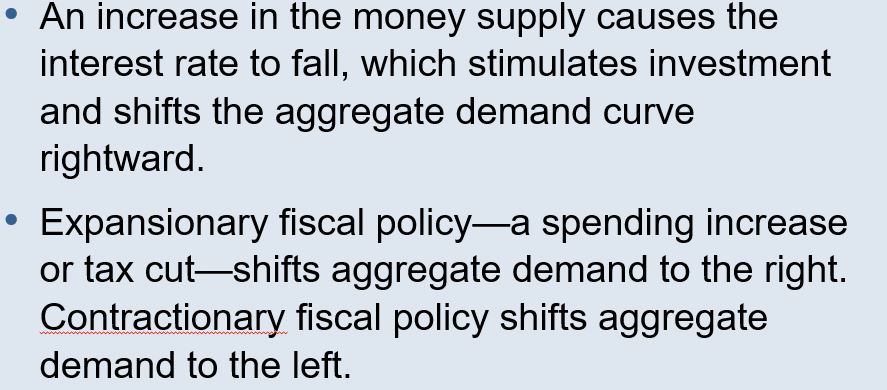 • An increase in the money supply causes the
interest rate to fall, which stimulates investment
and shifts the aggregate demand curve
rightward.
• Expansionary fiscal policy—a spending increase
or tax cut—shifts aggregate demand to the right.
Contractionary fiscal policy shifts aggregate
demand to the left.